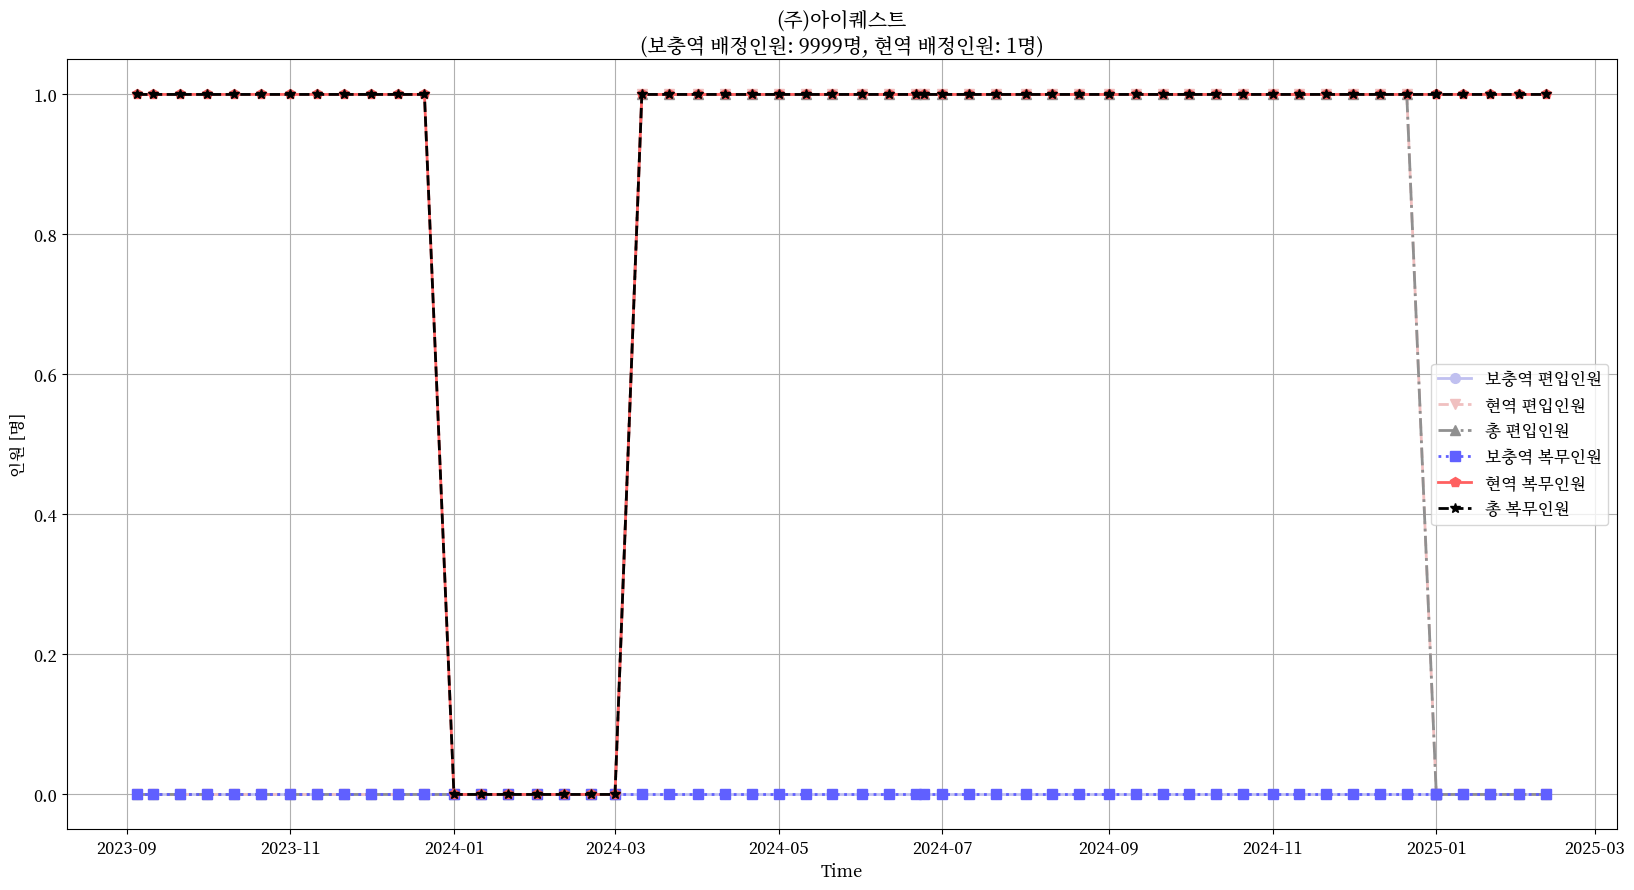 (주)아이퀘스트
(보충역 배정인원: 9999명, 현역 배정인원: 1명)
인원 [명]
1.0
0.8
0.6
0.4
0.2
0.0
보충역 편입인원
현역 편입인원
총 편입인원
보충역 복무인원
현역 복무인원
총 복무인원
2023-09 2023-11 2024-01 2024-03 2024-05 2024-07 2024-09 2024-11 2025-01 2025-03
Time